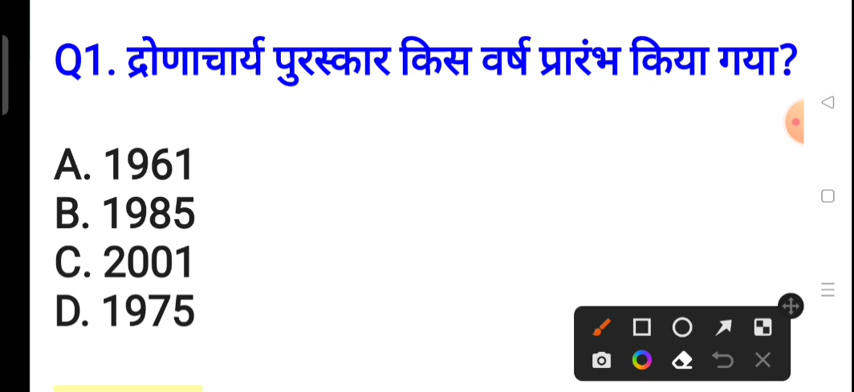 Q1. द्रोणाचार्य पुरस्कार किस वर्ष प्रारंभ किया गया?
A. 1961
B. 1985
C. 2001
D. 1975